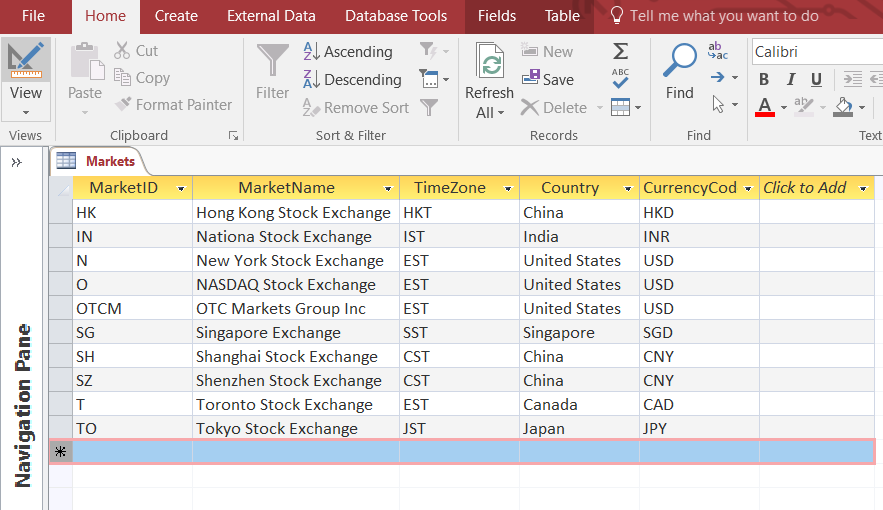 File Home Create External Data Database Tools Fields Table Tell me what you want to do
View
Views
Paste
Cut
Copy
Format Painter
Clipboard
Filter
Ascending
Descending
Remove Sort
Sort & Filter
Refresh
All
New
Save
Delete
Σ
ABC
Records
Find
ab
ac
Find
Calibri
B I U
A ab
Text
Markets
Navigation Pane
MarketID MarketName TimeZone Country CurrencyCod Click to Add
HK Hong Kong Stock Exchange HKT China HKD
IN Nationa Stock Exchange IST India INR
N New York Stock Exchange EST United States USD
O NASDAQ Stock Exchange EST United States USD
OTCM OTC Markets Group Inc EST United States USD
SG Singapore Exchange SST Singapore SGD
SH Shanghai Stock Exchange CST China CNY
SZ Shenzhen Stock Exchange CST China CNY
T Toronto Stock Exchange EST Canada CAD
TO Tokyo Stock Exchange JST Japan JPY